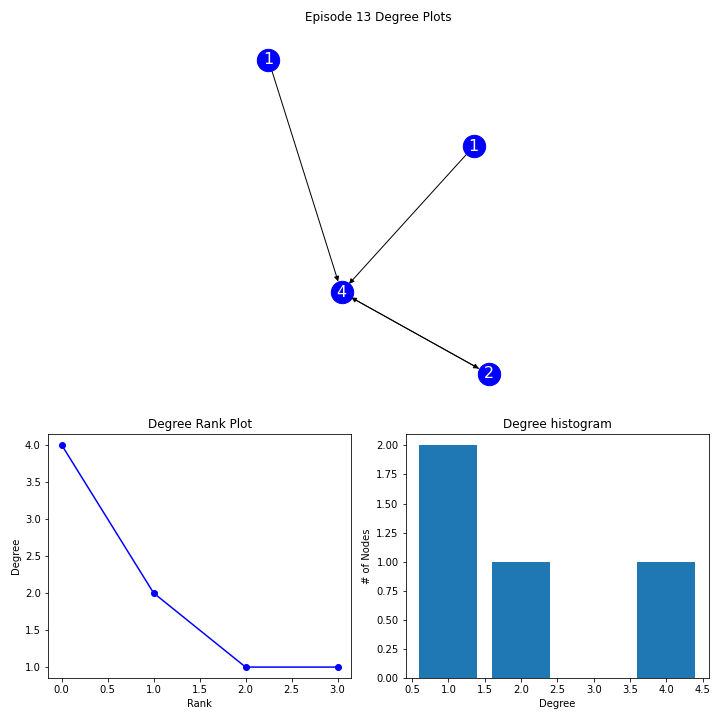 Episode 13 Degree Plots
1
1
4
2
Degree Rank Plot
4.0
3.5
3.0
2.5
2.0
1.5
1.0
Degree
0.0 0.5 1.0 1.5 2.0 2.5 3.0
Rank
Degree histogram
2.00
1.75
1.50
1.25
1.00
0.75
0.50
0.25
0.00
# of Nodes
0.5 1.0 1.5 2.0 2.5 3.0 3.5 4.0 4.5
Degree